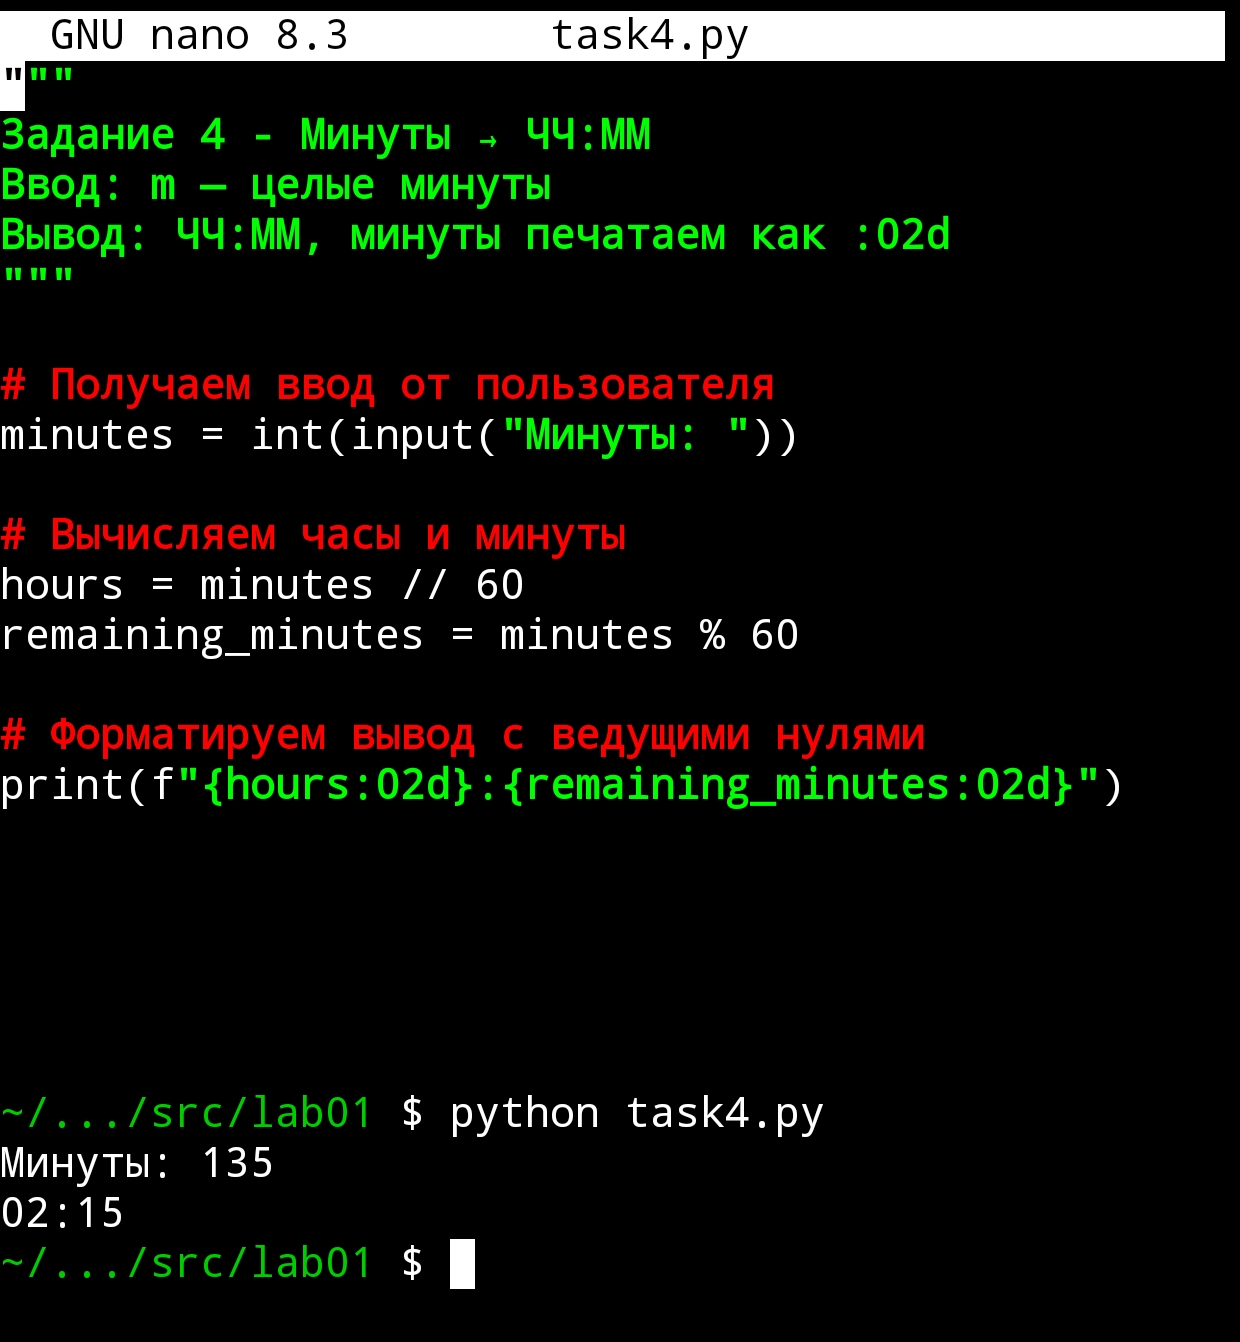 GNU nano 8.3 task4.py
"""
Задание 4 - Минуты → ЧЧ:ММ
Ввод: m — целые минуты
Вывод: ЧЧ:ММ, минуты печатаем как :02d
"""
# Получаем ввод от пользователя
minutes = int(input("Минуты: "))
# Вычисляем часы и минуты
hours = minutes // 60
remaining_minutes = minutes % 60
# Форматируем вывод с ведущими нулями
print(f"{hours:02d}:{remaining_minutes:02d}")
~/.../src/lab01 $ python task4.py
Минуты: 135
02:15
~/.../src/lab01 $